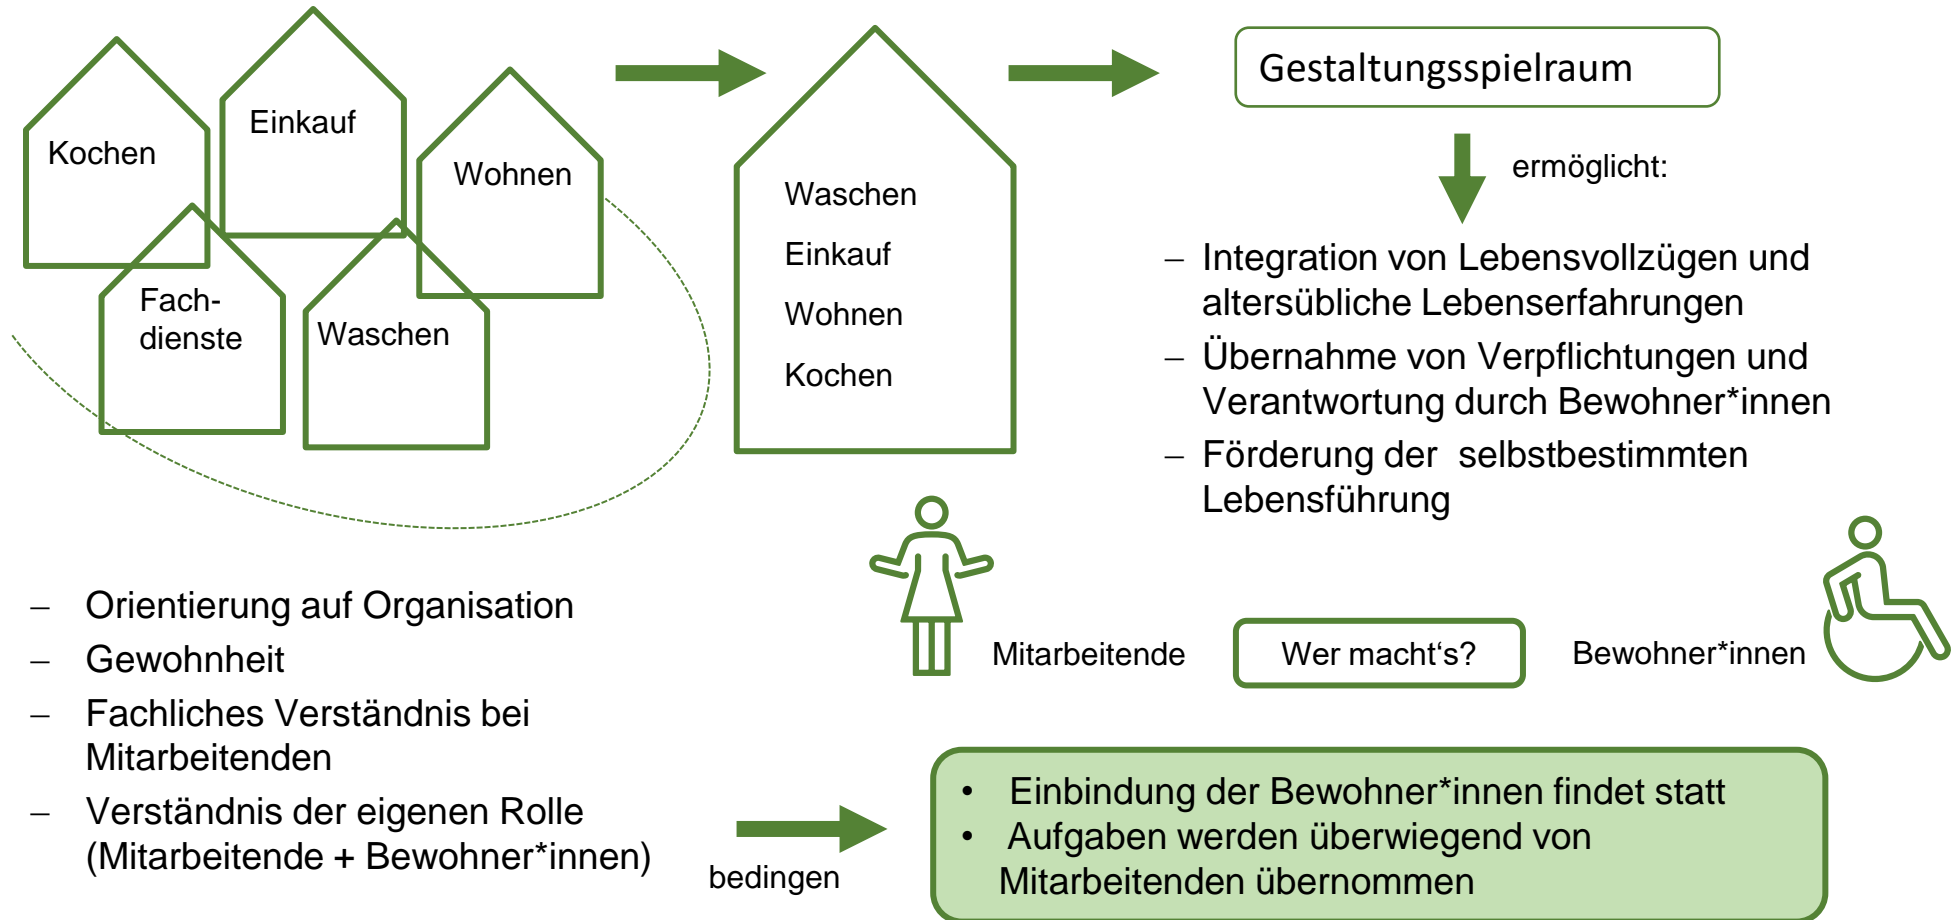 Kochen
Einkauf
Wohnen
Fach-
dienste
Waschen
Waschen
Einkauf
Wohnen
Kochen
Gestaltungsspielraum
ermöglicht:
– Integration von Lebensvollzügen und
altersübliche Lebenserfahrungen
– Übernahme von Verpflichtungen und
Verantwortung durch Bewohner*innen
– Förderung der selbstbestimmten
Lebensführung
Mitarbeitende
Wer macht‘s?
Bewohner*innen
– Orientierung auf Organisation
– Gewohnheit
– Fachliches Verständnis bei
Mitarbeitenden
– Verständnis der eigenen Rolle
(Mitarbeitende + Bewohner*innen)
bedingen
• Einbindung der Bewohner*innen findet statt
• Aufgaben werden überwiegend von
Mitarbeitenden übernommen